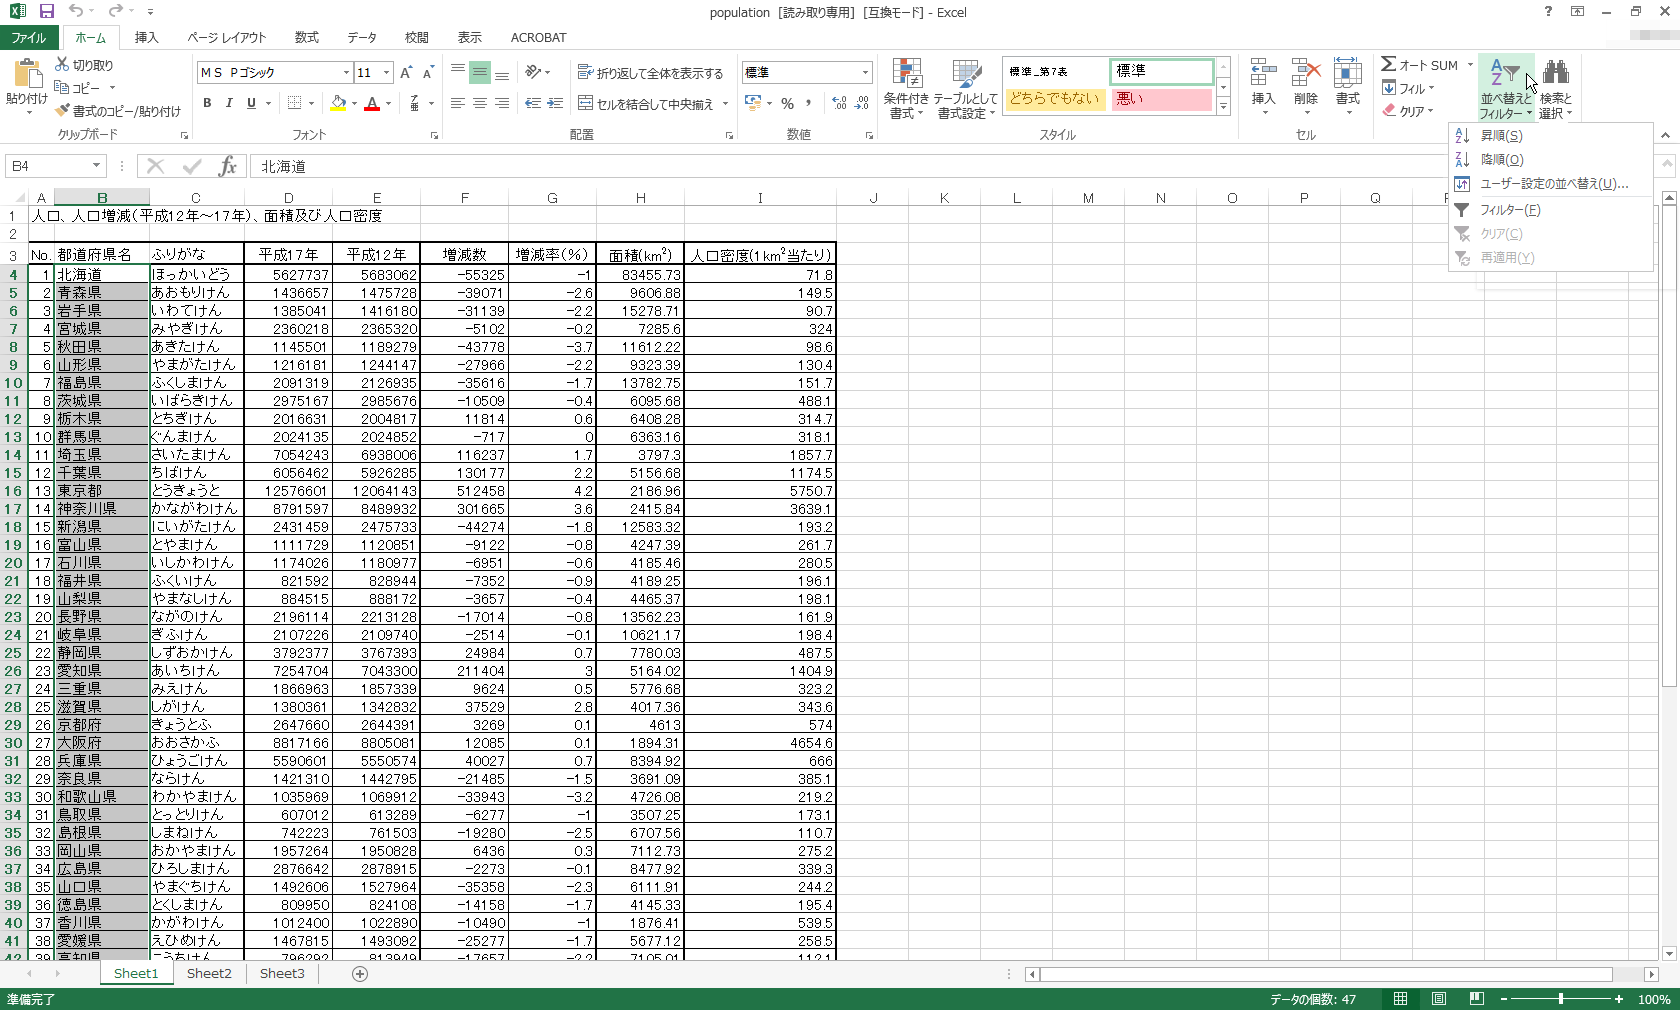 population [読み取り専用] [互換モード] - Excel
ファイル ホーム 挿入 ページ レイアウト 数式 データ 校閲 表示 ACROBAT
貼り付け 切り取り コピー 書式のコピー/貼り付け クリップボード
ＭＳ Ｐゴシック 11 B I U A A A フォント
折り返して全体を表示する セルを結合して中央揃え 配置
標準 % 数値
条件付き書式 テーブルとして書式設定 標準_第7表 標準 どちらでもない 悪い スタイル
挿入 削除 書式 セル
オート SUM フィル クリア 並べ替えとフィルター 検索と選択
昇順(S)
降順(O)
ユーザー設定の並べ替え(U)...
フィルター(F)
クリア(C)
再適用(Y)
B4 fx 北海道
A B C D E F G H I J K L M N O P Q
1 人口、人口増減(平成12年～17年)、面積及び人口密度
2
3 No. 都道府県名 ふりがな 平成17年 平成12年 増減数 増減率(%) 面積(km2) 人口密度(1km2当たり)
4 1 北海道 ほっかいどう 5627737 5683062 -55325 -1 83455.73 71.8
5 2 青森県 あおもりけん 1436657 1475728 -39071 -2.6 9606.88 149.5
6 3 岩手県 いわてけん 1385041 1416180 -31139 -2.2 15278.71 90.7
7 4 宮城県 みやぎけん 2360218 2365320 -5102 -0.2 7285.6 324
8 5 秋田県 あきたけん 1145501 1189279 -43778 -3.7 11612.22 98.6
9 6 山形県 やまがたけん 1216181 1244147 -27966 -2.2 9323.39 130.4
10 7 福島県 ふくしまけん 2091319 2126935 -35616 -1.7 13782.75 151.7
11 8 茨城県 いばらぎけん 2975167 2985676 -10509 -0.4 6095.68 488.1
12 9 栃木県 とちぎけん 2016631 2004817 11814 0.6 6408.28 314.7
13 10 群馬県 ぐんまけん 2024135 2024852 -717 0 6363.16 318.1
14 11 埼玉県 さいたまけん 7054243 6938006 116237 1.7 3797.3 1857.7
15 12 千葉県 ちばけん 6056462 5926285 130177 2.2 5156.68 1174.5
16 13 東京都 とうきょうと 12576601 12064143 512458 4.2 2186.96 5750.7
17 14 神奈川県 かながわけん 8791597 8489932 301665 3.6 2415.84 3639.1
18 15 新潟県 にいがたけん 2431459 2475733 -44274 -1.8 12583.32 193.2
19 16 富山県 とやまけん 1111729 1120851 -9122 -0.8 4247.39 261.7
20 17 石川県 いしかわけん 1174026 1180977 -6951 -0.6 4185.46 280.5
21 18 福井県 ふくいけん 821592 828944 -7352 -0.9 4189.25 196.1
22 19 山梨県 やまなしけん 884515 888172 -3657 -0.4 4465.37 198.1
23 20 長野県 ながのけん 2196114 2213128 -17014 -0.8 13562.23 161.9
24 21 岐阜県 ぎふけん 2107226 2109740 -2514 -0.1 10621.17 198.4
25 22 静岡県 しずおかけん 3792377 3767393 24984 0.7 7780.03 487.5
26 23 愛知県 あいちけん 7254704 7043300 211404 3 5164.02 1404.9
27 24 三重県 みえけん 1866963 1857339 9624 0.5 5776.68 323.2
28 25 滋賀県 しがけん 1380361 1342832 37529 2.8 4017.36 343.6
29 26 京都府 きょうとふ 2647660 2644391 3269 0.1 4613 574
30 27 大阪府 おおさかふ 8817166 8805081 12085 0.1 1894.31 4654.6
31 28 兵庫県 ひょうごけん 5590601 5550574 40027 0.7 8394.92 666
32 29 奈良県 ならけん 1421310 1442795 -21485 -1.5 3691.09 385.1
33 30 和歌山県 わかやまけん 1035969 1069912 -33943 -3.2 4726.08 219.2
34 31 鳥取県 とっとりけん 607012 613289 -6277 -1 3507.25 173.1
35 32 島根県 しまねけん 742223 761503 -19280 -2.5 6707.56 110.7
36 33 岡山県 おかやまけん 1957264 1950828 6436 0.3 7112.73 275.2
37 34 広島県 ひろしまけん 2876642 2878915 -2273 -0.1 8477.92 339.3
38 35 山口県 やまぐちけん 1492606 1527964 -35358 -2.3 6111.91 244.2
39 36 徳島県 とくしまけん 809950 824108 -14158 -1.7 4145.33 195.4
40 37 香川県 かがわけん 1012400 1022890 -10490 -1 1876.41 539.5
41 38 愛媛県 えひめけん 1467815 1493092 -25277 -1.7 5677.12 258.5
42 39 高知県 こうちけん 796292 813949 -17657 -2.2 7105.01 112.1
Sheet1 Sheet2 Sheet3
準備完了 データの個数: 47 100%